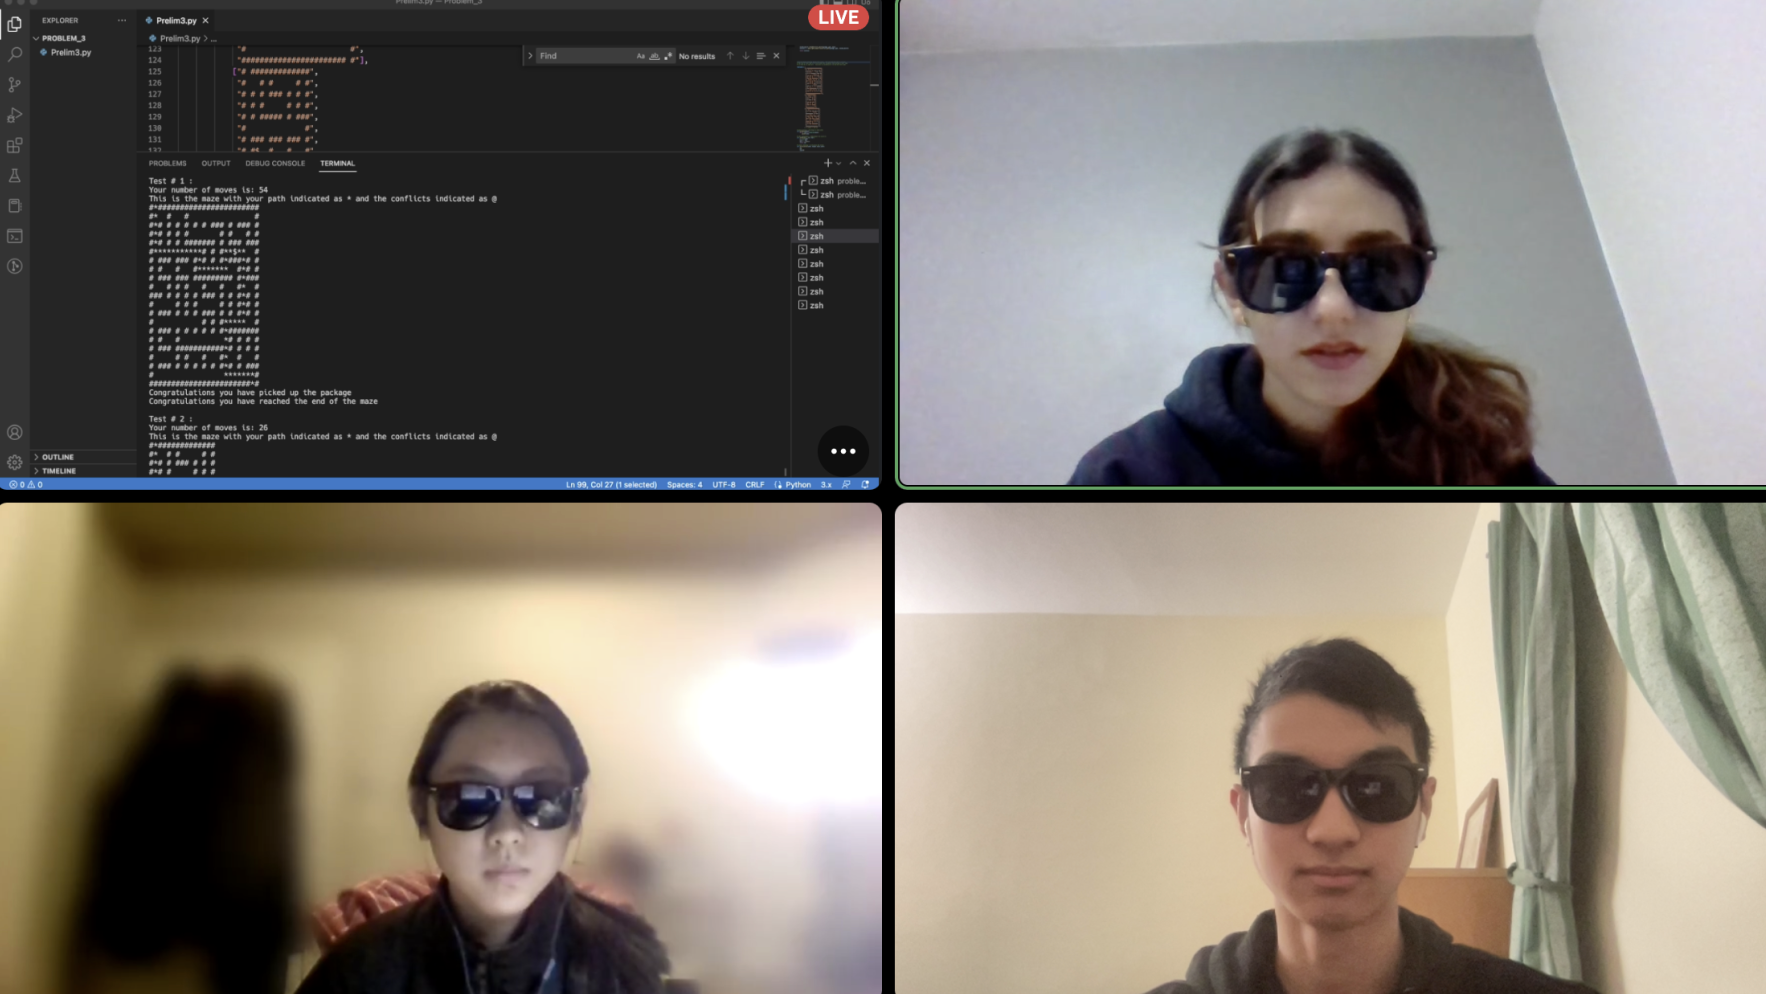 Prelim3.py — Problem_3
LIVE
EXPLORER
PROBLEM_3
Prelim3.py
Prelim3.py
Prelim3.py > ...
Find
No results
123 "#                       #",
124 "####################### #"],
125 ["# #############",
126 "#   # #     # #",
127 "# # # ### # # #",
128 "# # #     # # #",
129 "# # ##### # ###",
130 "#             #",
131 "# ### ### ### #",
132
PROBLEMS
OUTPUT
DEBUG CONSOLE
TERMINAL
Test # 1 :
Your number of moves is: 54
This is the maze with your path indicated as * and the conflicts indicated as @
#*#######################
Congratulations you have picked up the package
Congratulations you have reached the end of the maze
Test # 2 :
Your number of moves is: 26
This is the maze with your path indicated as * and the conflicts indicated as @
#*#############
#*  # #     # #
#*# # ### # # #
#*# #     # # #
zsh proble...
zsh proble...
zsh
zsh
zsh
zsh
zsh
zsh
zsh
zsh
OUTLINE
TIMELINE
0 0
Ln 99, Col 27 (1 selected)
Spaces: 4
UTF-8
CRLF
Python
3.x